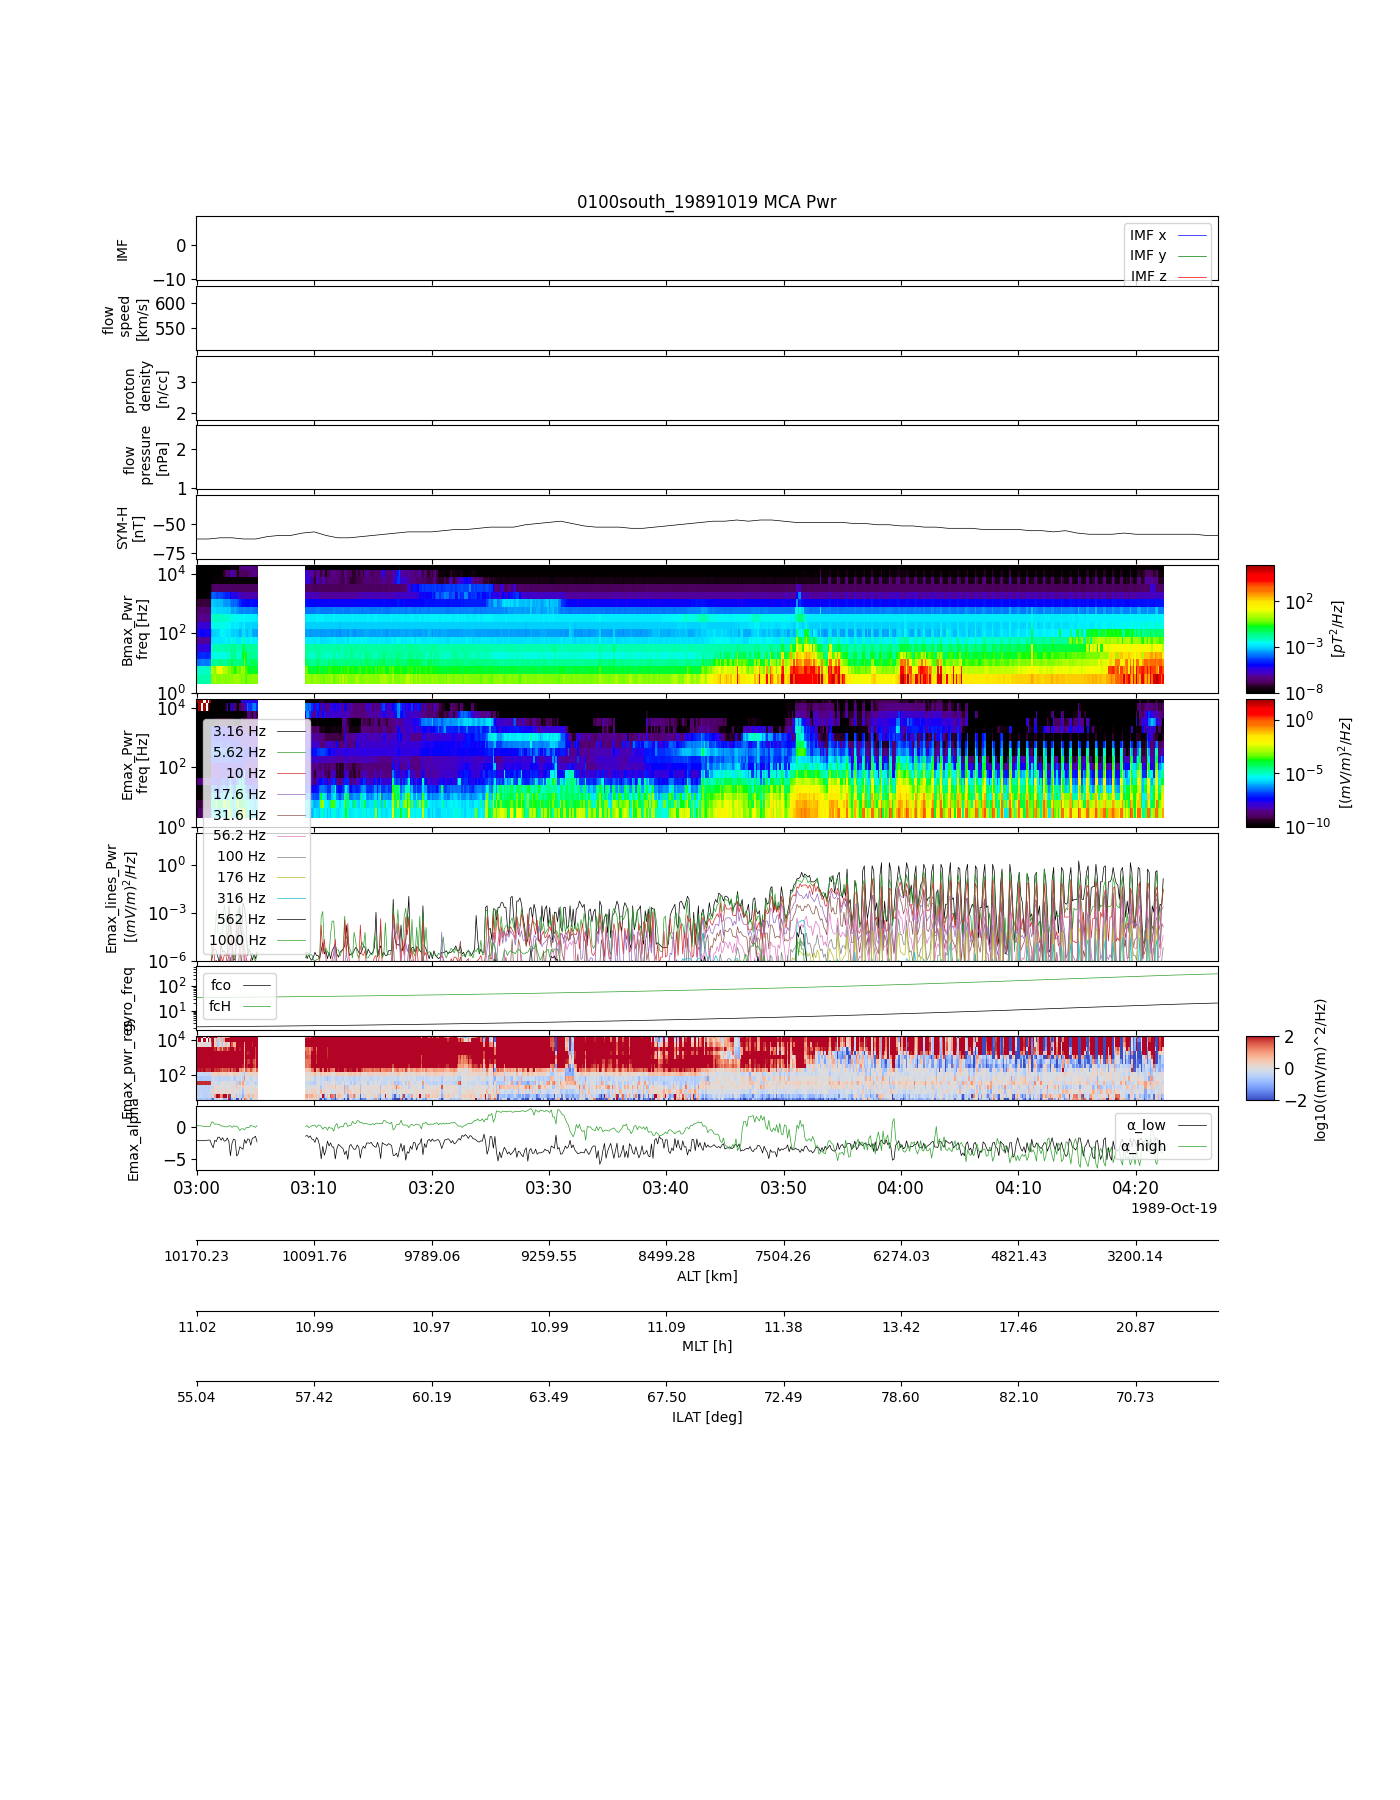 0100south_19891019 MCA Pwr
IMF
0
−10
IMF x
IMF y
IMF z
flow
speed
[km/s]
600
550
proton
density
[n/cc]
3
2
flow
pressure
[nPa]
2
1
SYM-H
[nT]
−50
−75
Bmax_Pwr
freq [Hz]
10^4
10^2
10^0
10^2
10^−3
10^−8
[pT^2/Hz]
Emax_Pwr
freq [Hz]
10^4
10^2
10^0
10^0
10^−5
10^−10
[(mV/m)^2/Hz]
3.16 Hz
5.62 Hz
10 Hz
17.6 Hz
31.6 Hz
56.2 Hz
100 Hz
176 Hz
316 Hz
562 Hz
1000 Hz
Emax_lines_Pwr
[(mV/m)^2/Hz]
10^0
10^−3
10^−6
gyro_freq
10^2
10^1
fco
fcH
Emax_pwr_reg
10^4
10^2
2
0
−2
log10((mV/m)^2/Hz)
Emax_alpha
0
−5
α_low
α_high
03:00 03:10 03:20 03:30 03:40 03:50 04:00 04:10 04:20
1989-Oct-19
10170.23 10091.76 9789.06 9259.55 8499.28 7504.26 6274.03 4821.43 3200.14
ALT [km]
11.02 10.99 10.97 10.99 11.09 11.38 13.42 17.46 20.87
MLT [h]
55.04 57.42 60.19 63.49 67.50 72.49 78.60 82.10 70.73
ILAT [deg]